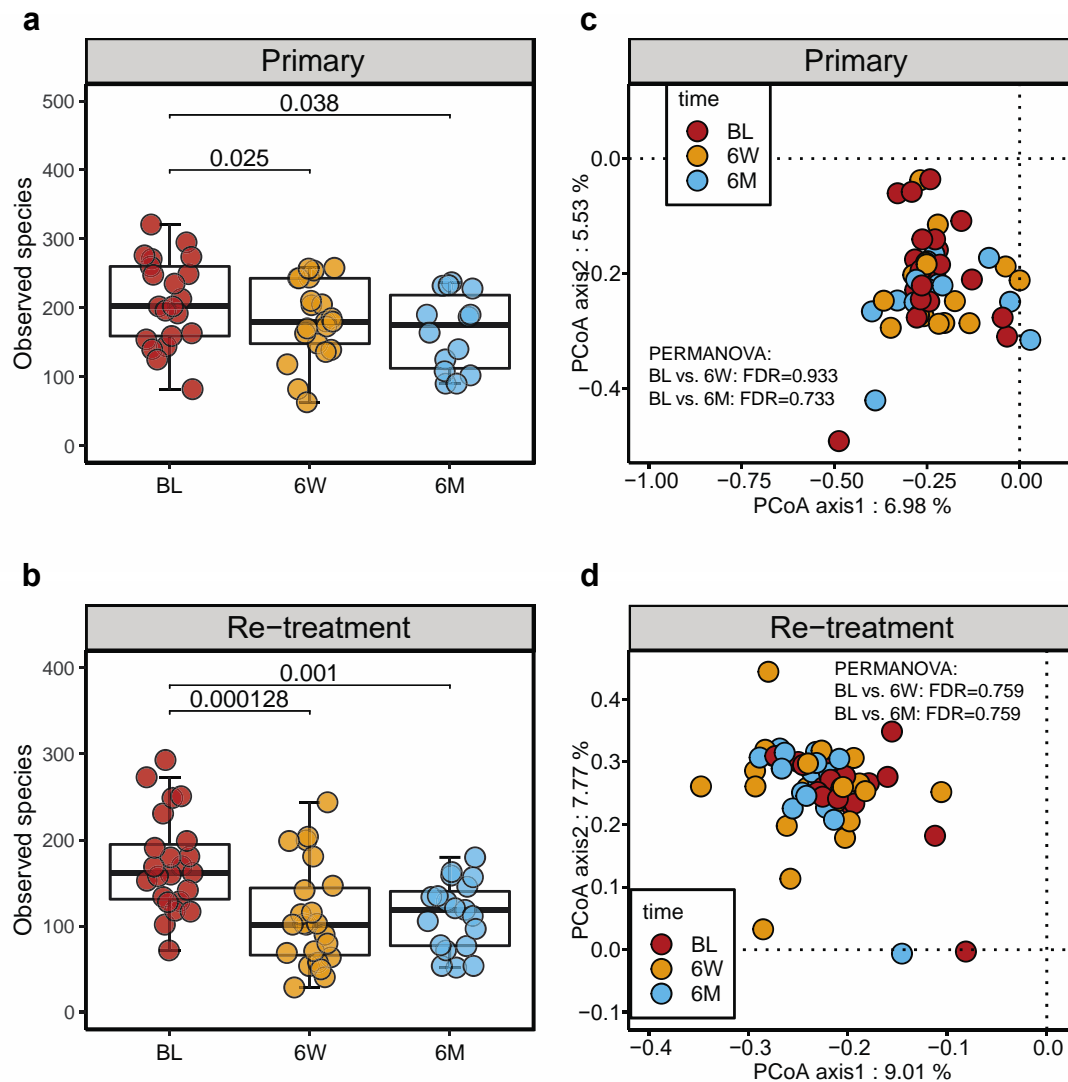 a
Primary
Observed species
500
400
300
200
100
0
0.038
0.025
BL
6W
6M
c
Primary
time
BL
6W
6M
PCoA axis2 : 5.53 %
0.0
−0.2
−0.4
PERMANOVA:
BL vs. 6W: FDR=0.933
BL vs. 6M: FDR=0.733
−1.00
−0.75
−0.50
−0.25
0.00
PCoA axis1 : 6.98 %
b
Re−treatment
Observed species
400
300
200
100
0
0.001
0.000128
BL
6W
6M
d
Re−treatment
PERMANOVA:
BL vs. 6W: FDR=0.759
BL vs. 6M: FDR=0.759
PCoA axis2 : 7.77 %
0.4
0.3
0.2
0.1
0.0
−0.1
time
BL
6W
6M
−0.4
−0.3
−0.2
−0.1
0.0
PCoA axis1 : 9.01 %